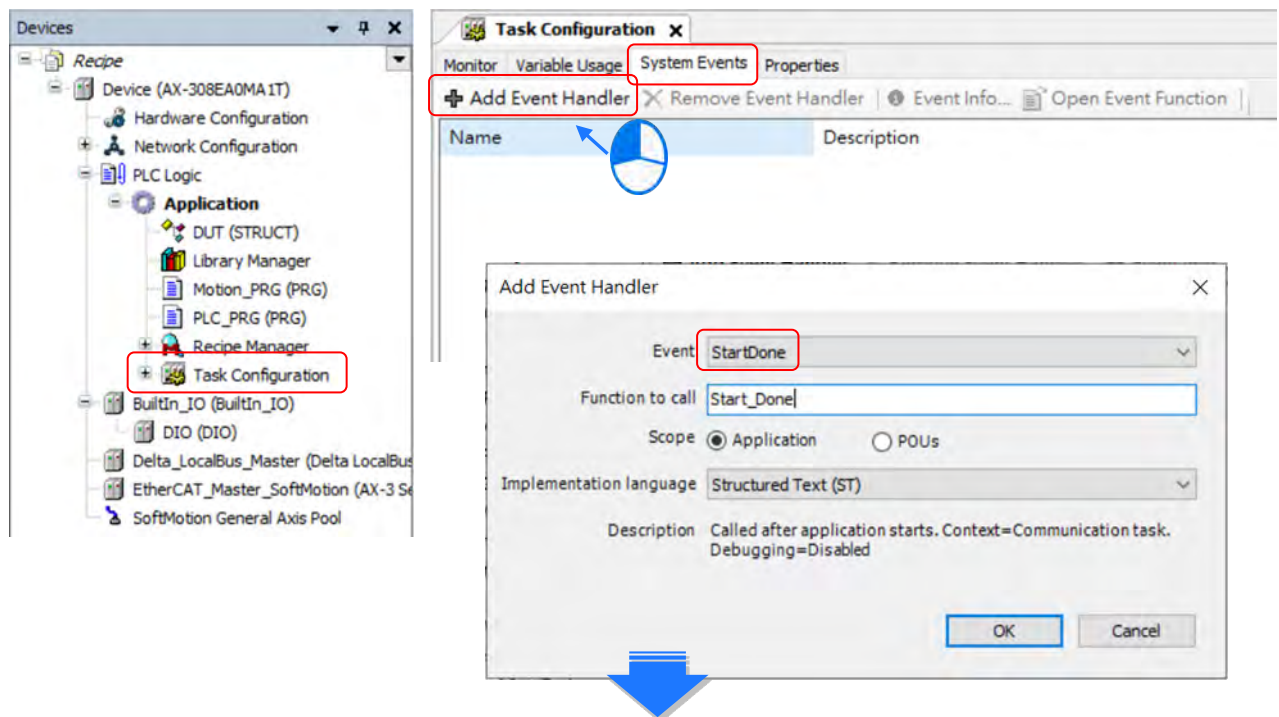 Devices
Recipe
Device (AX-308EA0MA1T)
Hardware Configuration
Network Configuration
PLC Logic
Application
DUT (STRUCT)
Library Manager
Motion_PRG (PRG)
PLC_PRG (PRG)
Recipe Manager
Task Configuration
BuiltIn_IO (BuiltIn_IO)
DIO (DIO)
Delta_LocalBus_Master (Delta LocalBus
EtherCAT_Master_SoftMotion (AX-3 Se
SoftMotion General Axis Pool
Task Configuration
Monitor Variable Usage System Events Properties
Add Event Handler Remove Event Handler Event Info... Open Event Function
Name Description
Add Event Handler
Event StartDone
Function to call Start_Done
Scope Application POUs
Implementation language Structured Text (ST)
Description Called after application starts. Context=Communication task.
Debugging=Disabled
OK Cancel